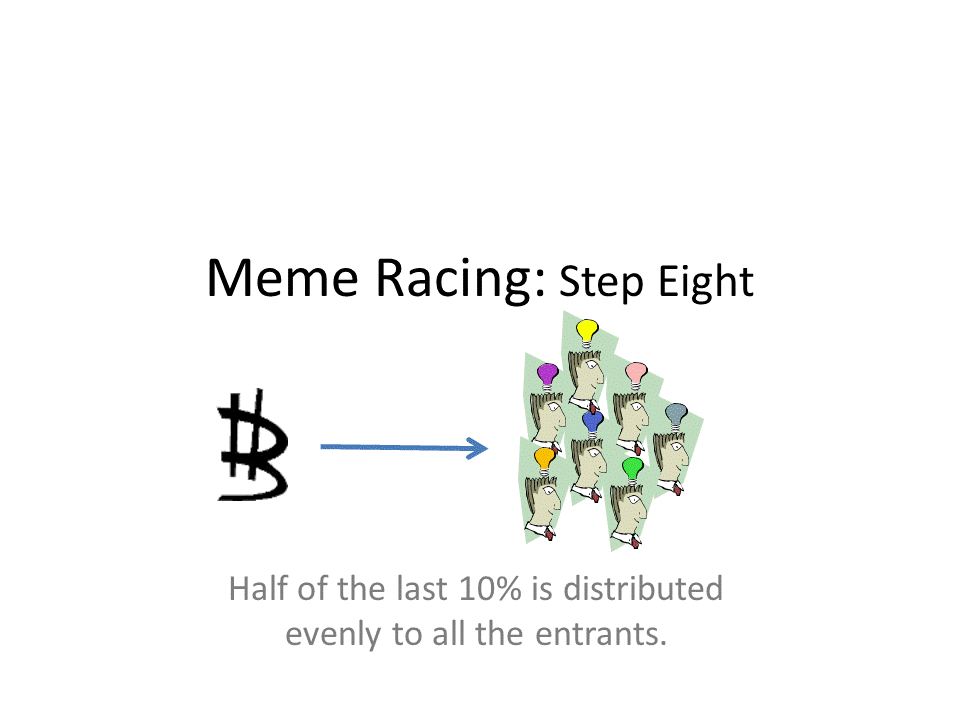 Meme Racing: Step Eight
Half of the last 10% is distributed
evenly to all the entrants.